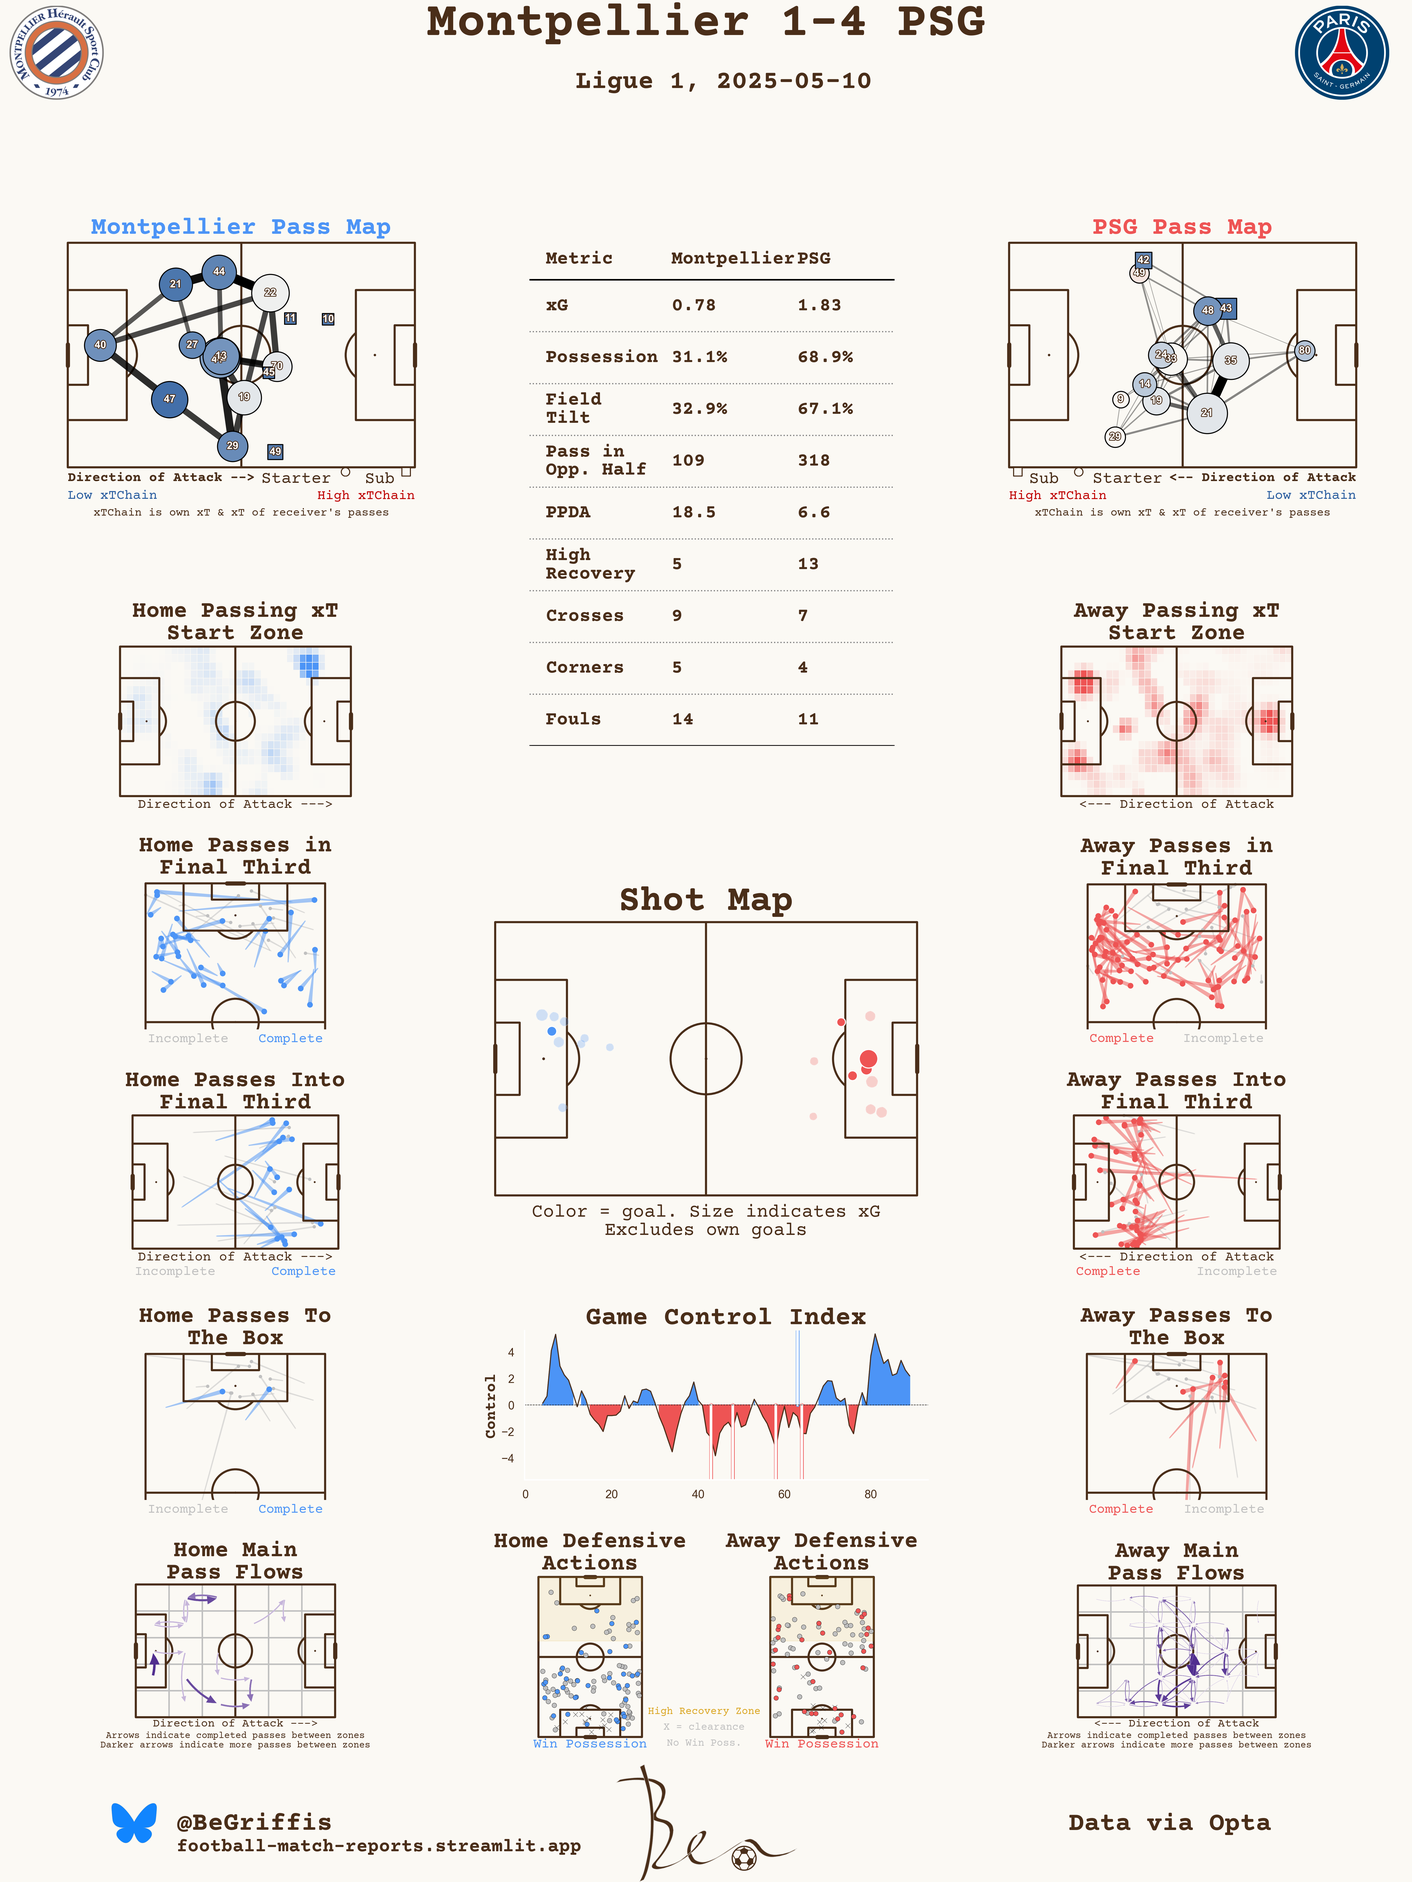 Montpellier 1-4 PSG
Ligue 1, 2025-05-10
MONTPELLIER Hérault Sport Club
1974
PARIS
SAINT-GERMAIN
Montpellier Pass Map
21
44
22
11
10
40
27
13
70
45
47
19
29
49
Direction of Attack --> Starter Sub
Low xTChain High xTChain
xTChain is own xT & xT of receiver's passes
Metric Montpellier PSG
xG 0.78 1.83
Possession 31.1% 68.9%
Field
Tilt 32.9% 67.1%
Pass in
Opp. Half 109 318
PPDA 18.5 6.6
High
Recovery 5 13
Crosses 9 7
Corners 5 4
Fouls 14 11
PSG Pass Map
42
49
48
43
24
33
35
80
14
9
19
21
29
Sub Starter <-- Direction of Attack
High xTChain Low xTChain
xTChain is own xT & xT of receiver's passes
Home Passing xT
Start Zone
Direction of Attack --->
Away Passing xT
Start Zone
<--- Direction of Attack
Home Passes in
Final Third
Incomplete Complete
Away Passes in
Final Third
Complete Incomplete
Shot Map
Color = goal. Size indicates xG
Excludes own goals
Home Passes Into
Final Third
Direction of Attack --->
Incomplete Complete
Away Passes Into
Final Third
<--- Direction of Attack
Complete Incomplete
Home Passes To
The Box
Incomplete Complete
Game Control Index
Control
4
2
0
−2
−4
0 20 40 60 80
Away Passes To
The Box
Complete Incomplete
Home Main
Pass Flows
Direction of Attack --->
Arrows indicate completed passes between zones
Darker arrows indicate more passes between zones
Home Defensive
Actions
Win Possession
High Recovery Zone
X = clearance
No Win Poss.
Away Defensive
Actions
Win Possession
Away Main
Pass Flows
<--- Direction of Attack
Arrows indicate completed passes between zones
Darker arrows indicate more passes between zones
@BeGriffis
football-match-reports.streamlit.app
Ben
Data via Opta